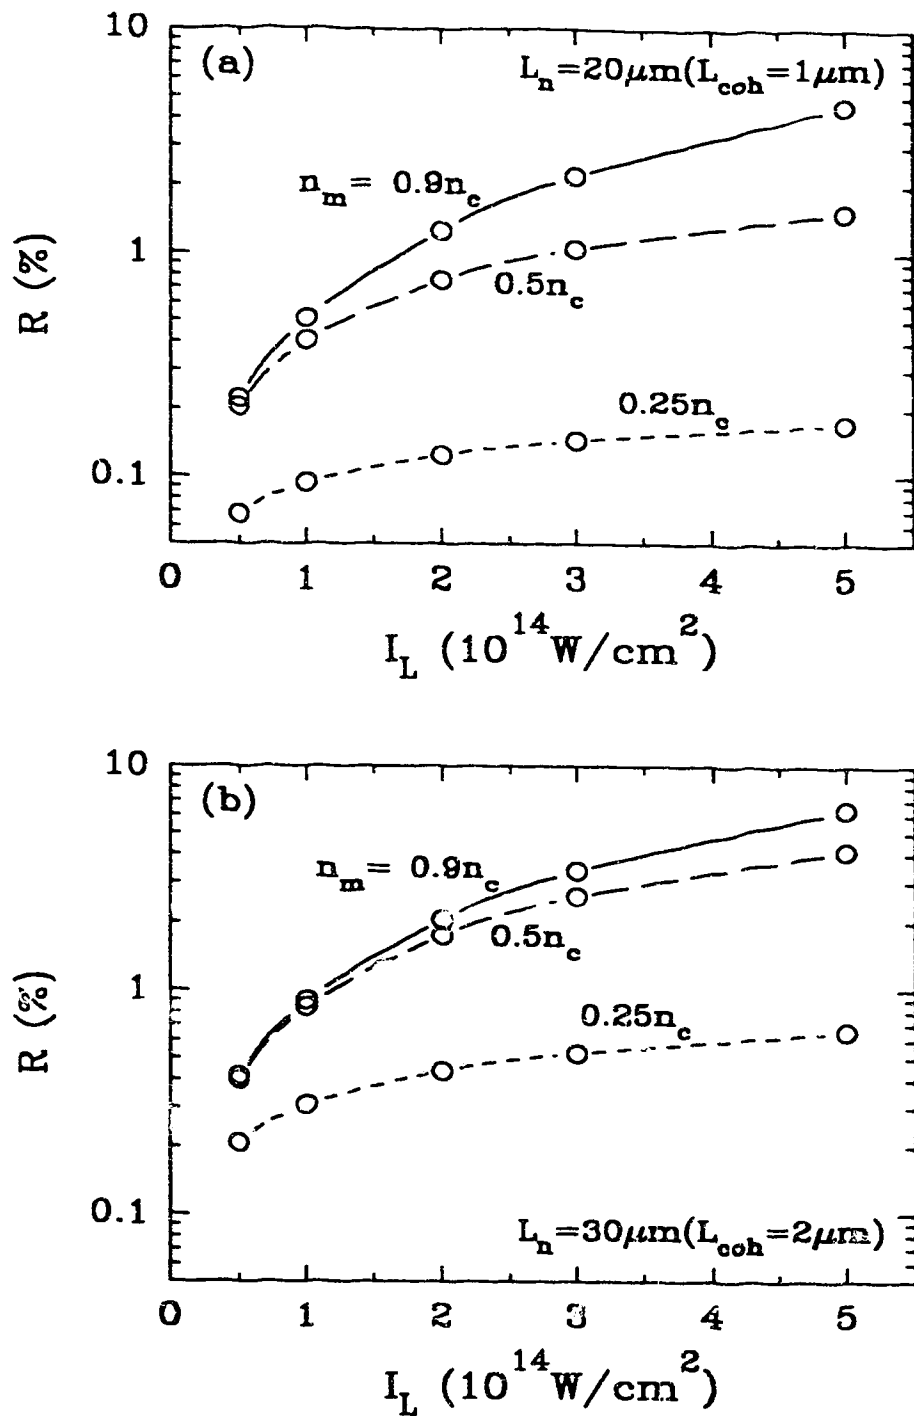 10
(a)
L_n=20μm(L_coh=1μm)
n_m= 0.9n_c
1
0.5n_c
R (%)
0.25n_c
0.1
0 1 2 3 4 5
I_L (10^14 W/cm^2)
10
(b)
n_m= 0.9n_c
0.5n_c
1
R (%)
0.25n_c
0.1
L_n=30μm(L_coh=2μm)
0 1 2 3 4 5
I_L (10^14 W/cm^2)